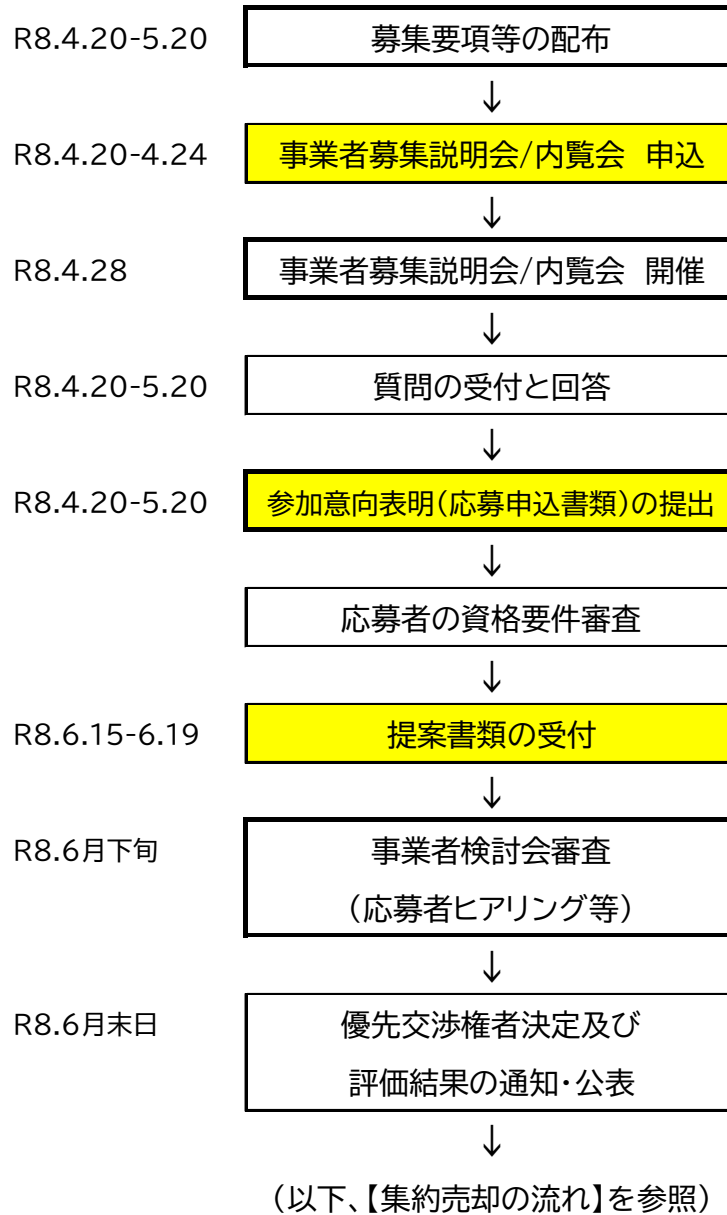 R8.4.20-5.20 募集要項等の配布
↓
R8.4.20-4.24 事業者募集説明会/内覧会　申込
↓
R8.4.28 事業者募集説明会/内覧会　開催
↓
R8.4.20-5.20 質問の受付と回答
↓
R8.4.20-5.20 参加意向表明(応募申込書類)の提出
↓
応募者の資格要件審査
↓
R8.6.15-6.19 提案書類の受付
↓
R8.6月下旬 事業者検討会審査
(応募者ヒアリング等)
↓
R8.6月末日 優先交渉権者決定及び
評価結果の通知・公表
↓
(以下、【集約売却の流れ】を参照)